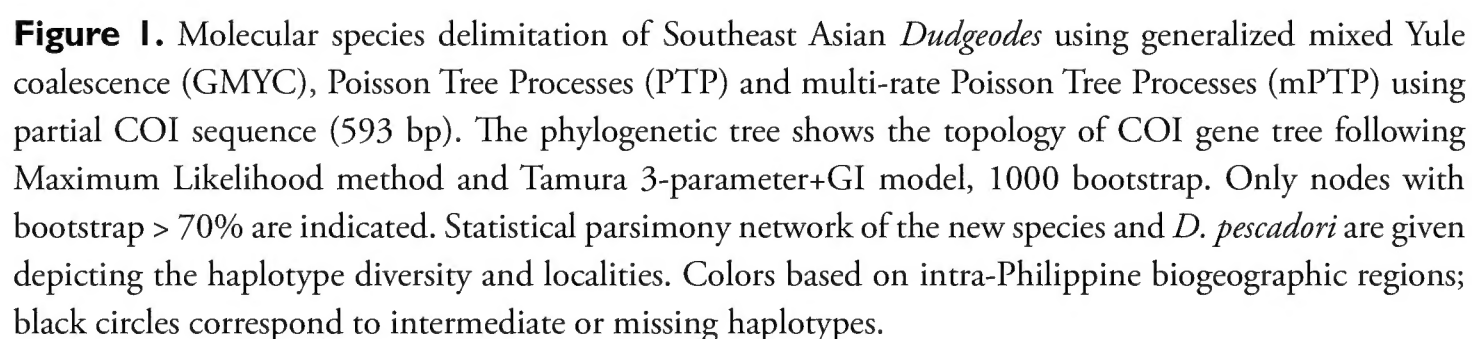 Figure 1. Molecular species delimitation of Southeast Asian Dudgeodes using generalized mixed Yule
coalescence (GMYC), Poisson Tree Processes (PTP) and multi-rate Poisson Tree Processes (mPTP) using
partial COI sequence (593 bp). The phylogenetic tree shows the topology of COI gene tree following
Maximum Likelihood method and Tamura 3-parameter+GI model, 1000 bootstrap. Only nodes with
bootstrap > 70% are indicated. Statistical parsimony network of the new species and D. pescadori are given
depicting the haplotype diversity and localities. Colors based on intra-Philippine biogeographic regions;
black circles correspond to intermediate or missing haplotypes.